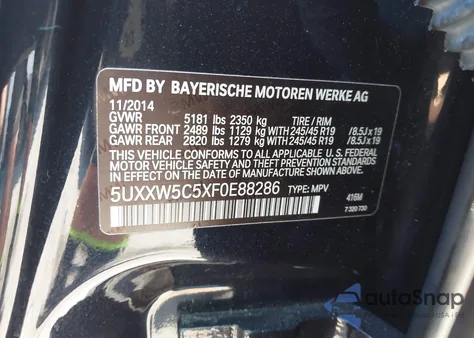 MFD BY BAYERISCHE MOTOREN WERKE AG
11/2014
GVWR 5181 lbs 2350 kg TIRE / RIM
GAWR FRONT 2489 lbs 1129 kg WITH 245/45 R19 /8.5J x 19
GAWR REAR 2820 lbs 1279 kg WITH 245/45 R19 /8.5J x 19
THIS VEHICLE CONFORMS TO ALL APPLICABLE U.S. FEDERAL
MOTOR VEHICLE SAFETY AND THEFT PREVENTION STANDARDS
IN EFFECT ON THE DATE OF MANUFACTURE SHOWN ABOVE.
5UXXW5C5XF0E88286 TYPE: MPV 416M
7 320 730
AutoSnap